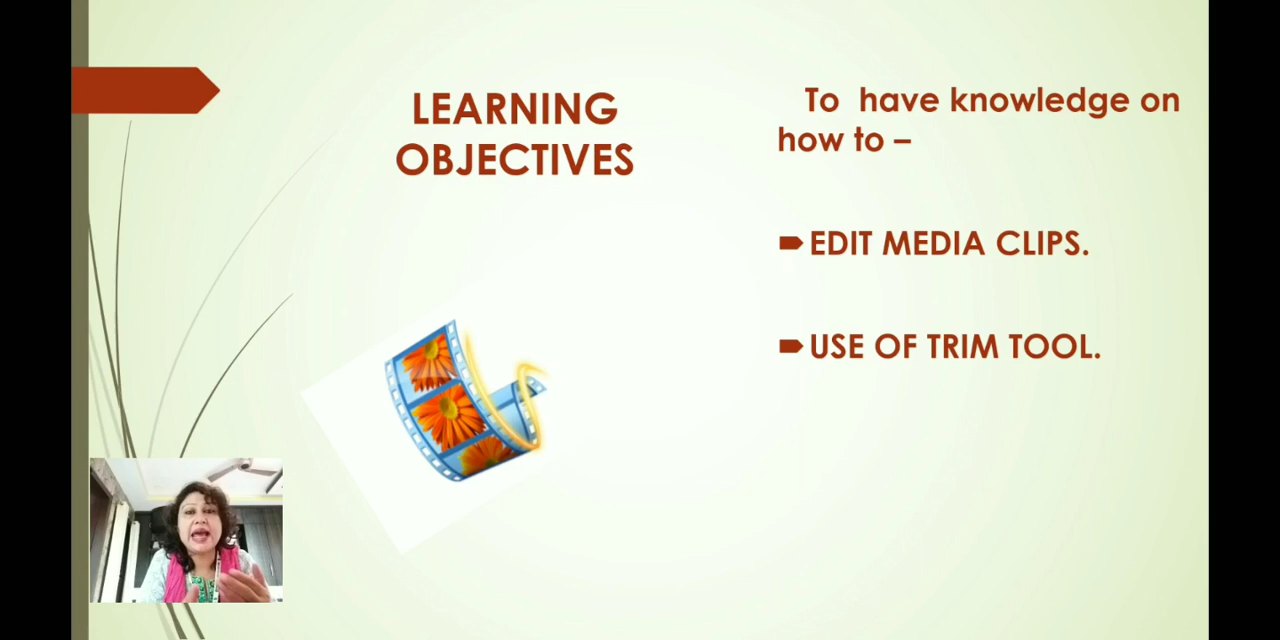 LEARNING
OBJECTIVES
To have knowledge on
how to –
EDIT MEDIA CLIPS.
USE OF TRIM TOOL.